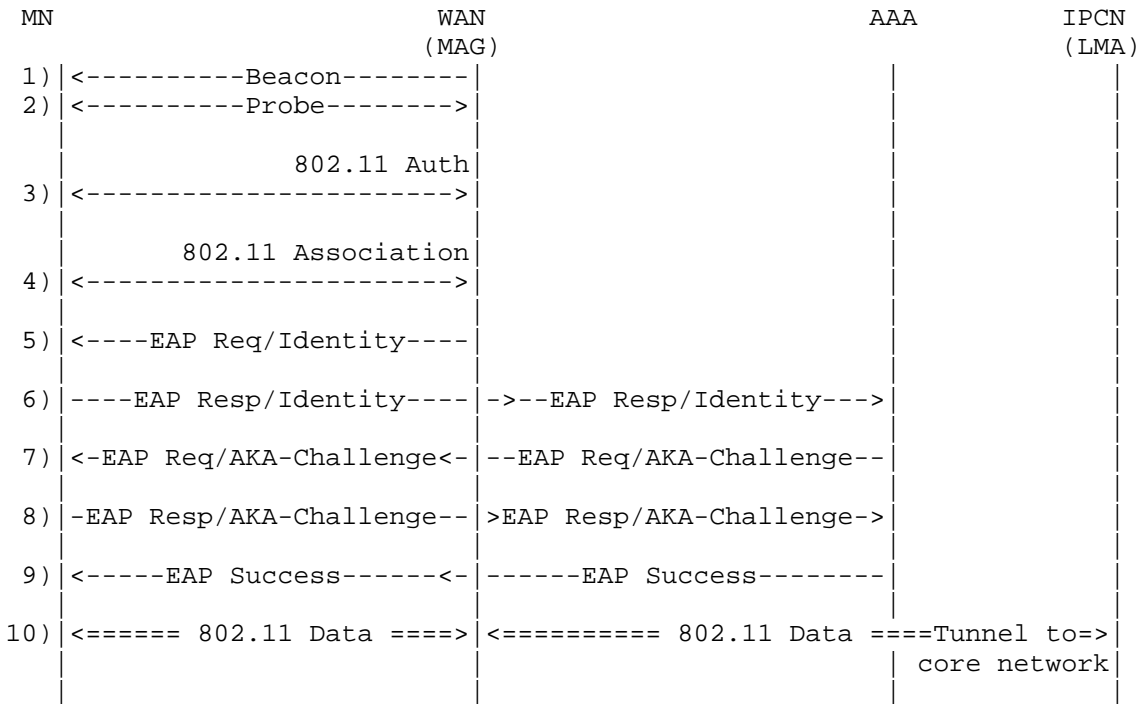 MN                        WAN                       AAA         IPCN
                            (MAG)                                  (LMA)
 1)|<----------Beacon--------|                         |             |
 2)|<----------Probe-------->|                         |             |
   |                         |                         |             |
   |              802.11 Auth|                         |             |
 3)|<----------------------->|                         |             |
   |                         |                         |             |
   |       802.11 Association|                         |             |
 4)|<----------------------->|                         |             |
   |                         |                         |             |
 5)|<----EAP Req/Identity----|                         |             |
   |                         |                         |             |
 6)|----EAP Resp/Identity----|->--EAP Resp/Identity--->|             |
   |                         |                         |             |
 7)|<-EAP Req/AKA-Challenge<-|--EAP Req/AKA-Challenge--|             |
   |                         |                         |             |
 8)|-EAP Resp/AKA-Challenge--|>EAP Resp/AKA-Challenge->|             |
   |                         |                         |             |
 9)|<-----EAP Success------<-|------EAP Success--------|             |
   |                         |                         |             |
10)|<====== 802.11 Data ====>|<========== 802.11 Data ====Tunnel to=>|
   |                         |                         | core network|
   |                         |                         |             |